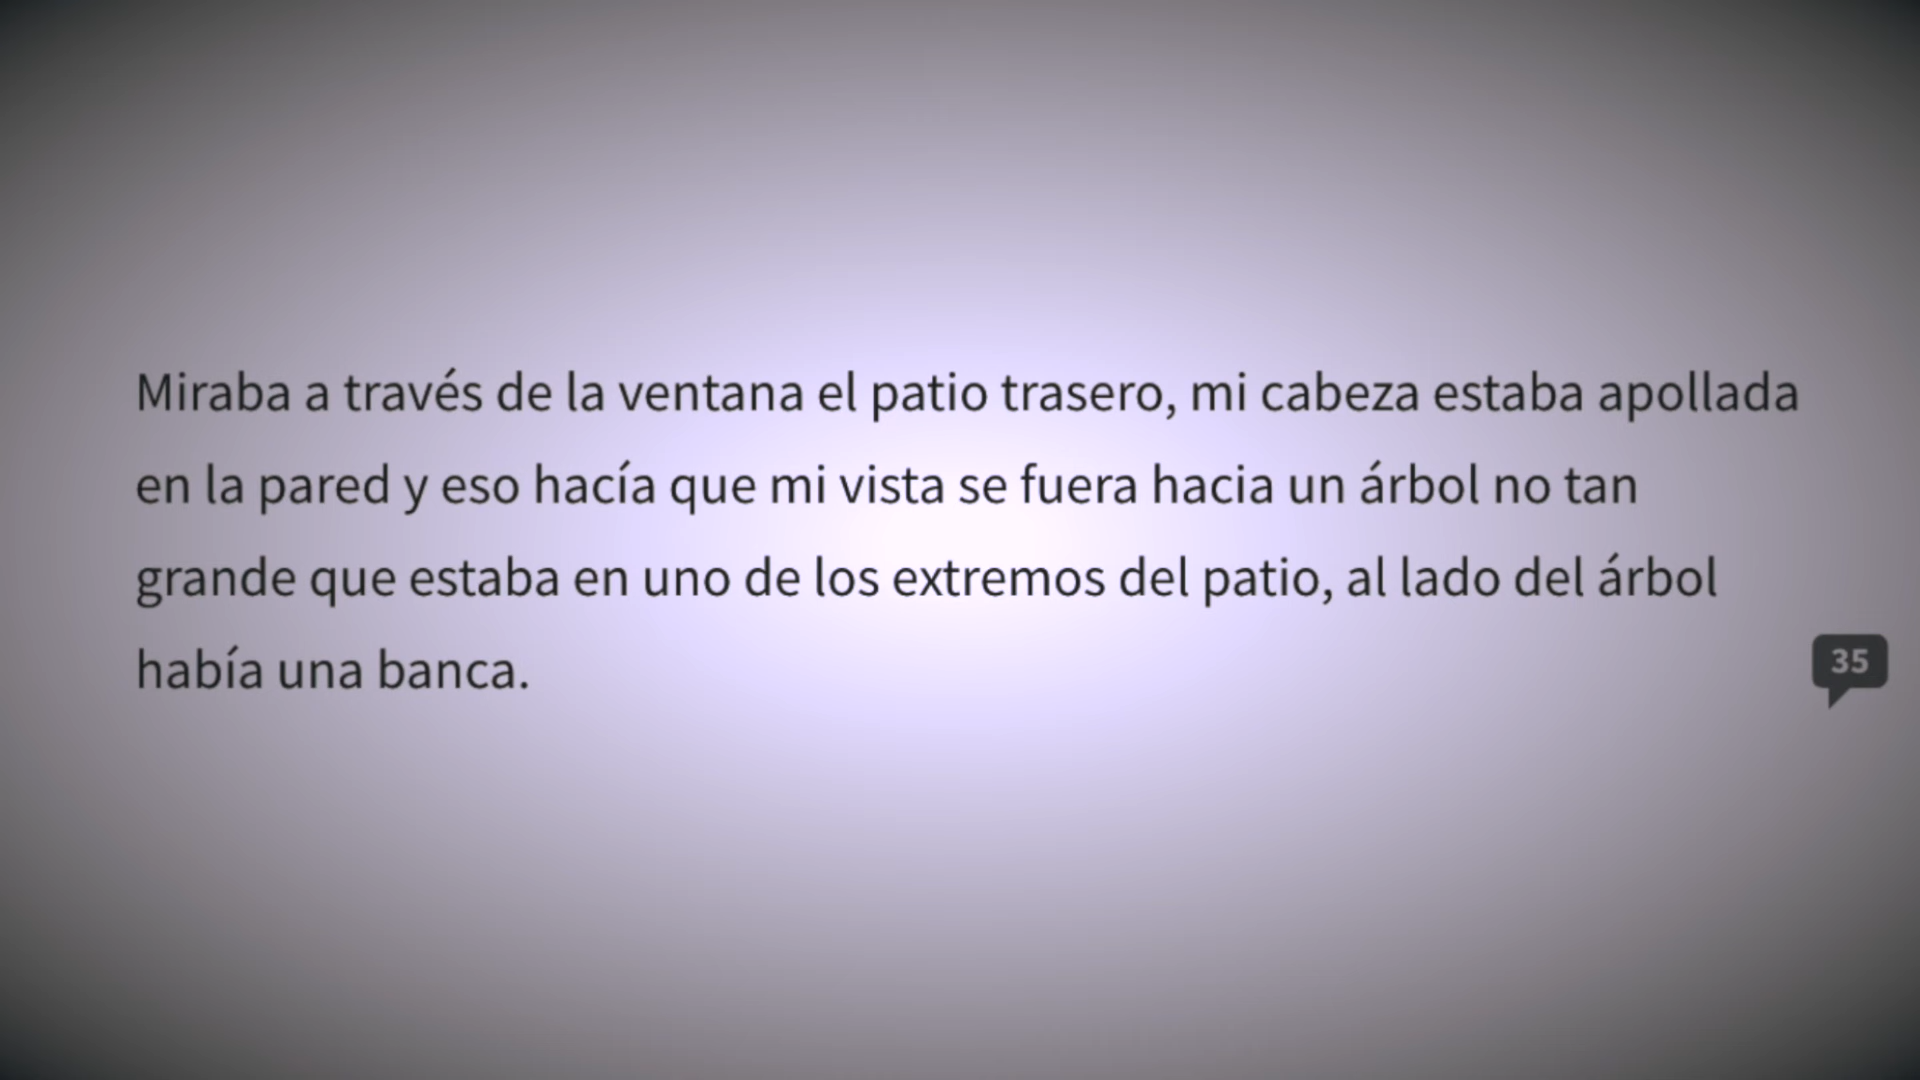 Miraba a través de la ventana el patio trasero, mi cabeza estaba apollada
en la pared y eso hacía que mi vista se fuera hacia un árbol no tan
grande que estaba en uno de los extremos del patio, al lado del árbol
había una banca.
35